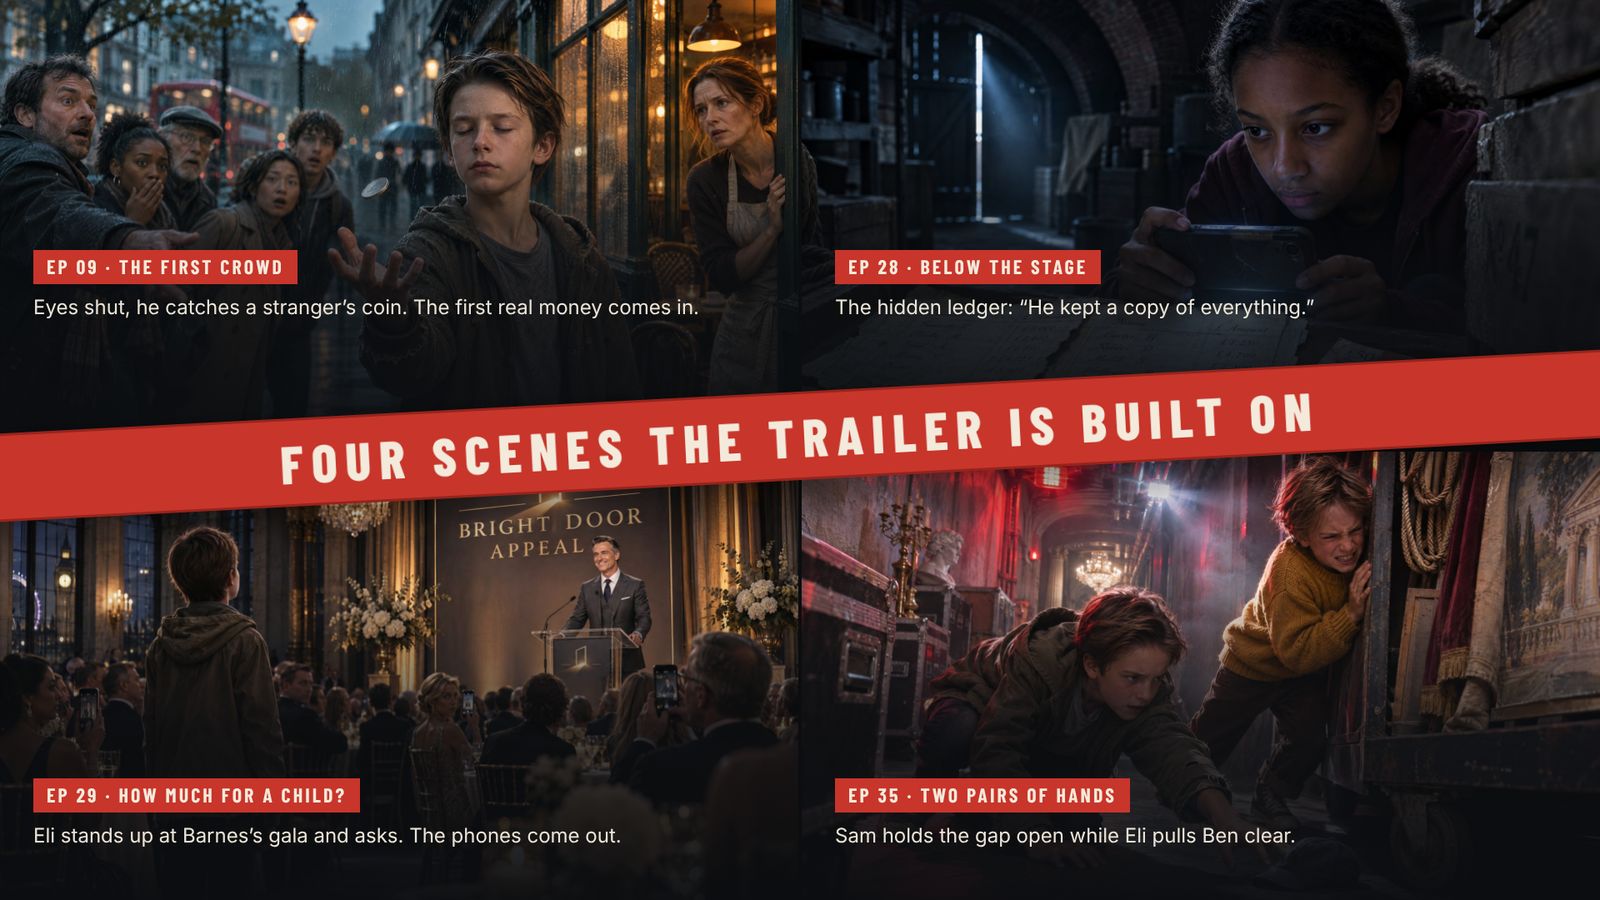 EP 09 · THE FIRST CROWD
Eyes shut, he catches a stranger’s coin. The first real money comes in.
EP 28 · BELOW THE STAGE
The hidden ledger: “He kept a copy of everything.”
FOUR SCENES THE TRAILER IS BUILT ON
BRIGHT DOOR
APPEAL
EP 29 · HOW MUCH FOR A CHILD?
Eli stands up at Barnes’s gala and asks. The phones come out.
EP 35 · TWO PAIRS OF HANDS
Sam holds the gap open while Eli pulls Ben clear.